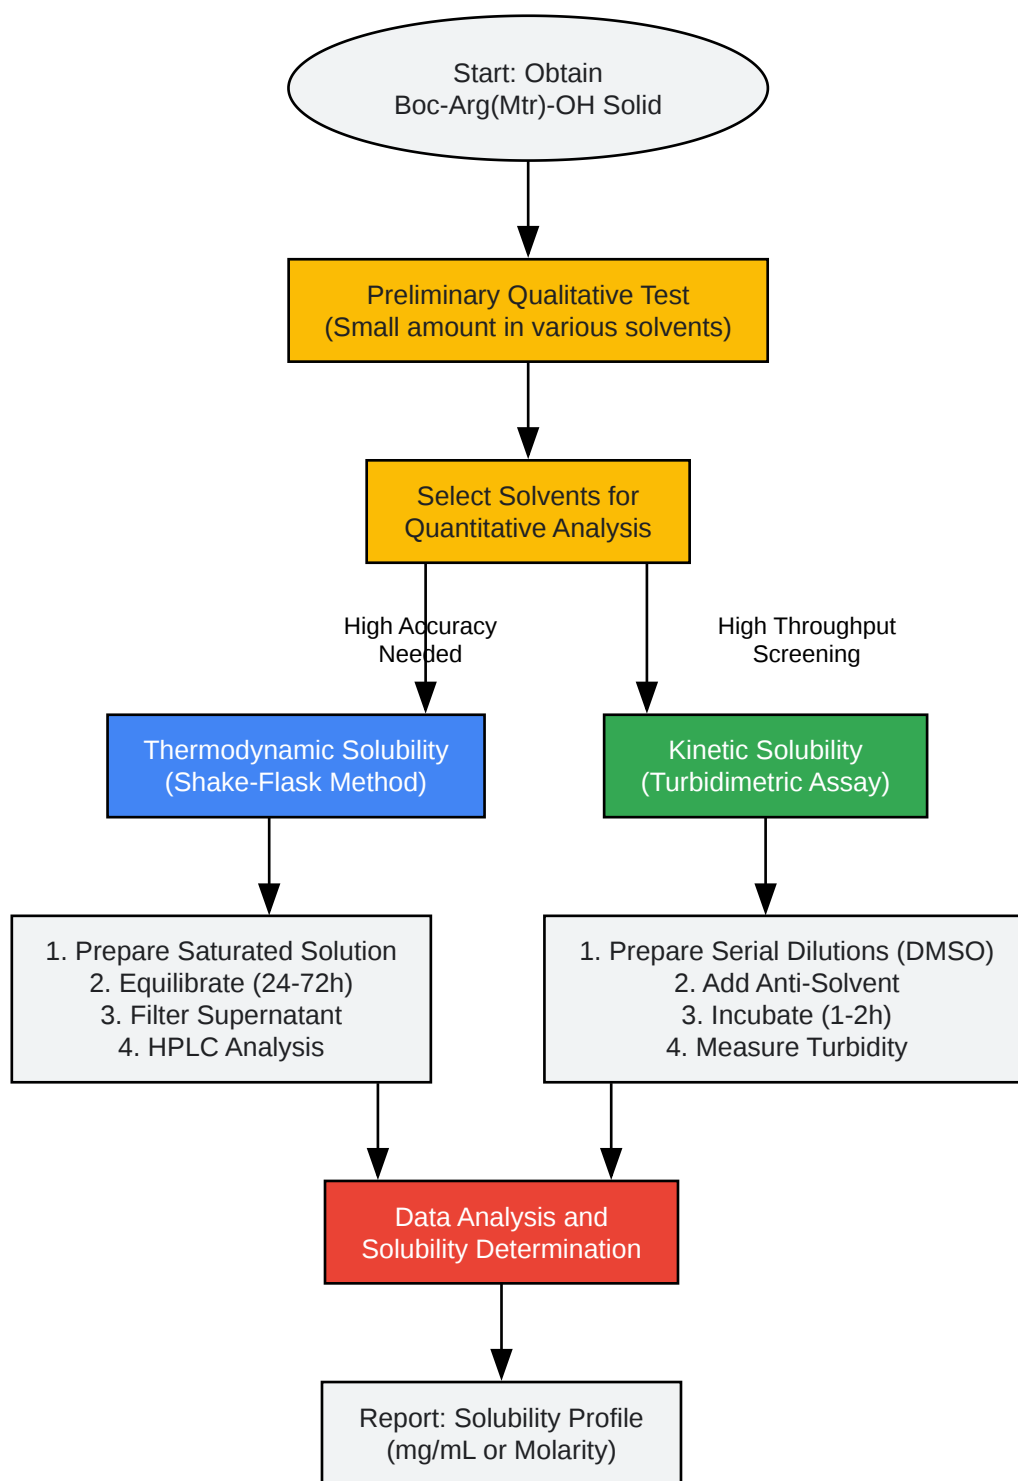 Start: Obtain
Boc-Arg(Mtr)-OH Solid
Preliminary Qualitative Test
(Small amount in various solvents)
Select Solvents for
Quantitative Analysis
High Accuracy
Needed
High Throughput
Screening
Thermodynamic Solubility
(Shake-Flask Method)
Kinetic Solubility
(Turbidimetric Assay)
1. Prepare Saturated Solution
2. Equilibrate (24-72h)
3. Filter Supernatant
4. HPLC Analysis
1. Prepare Serial Dilutions (DMSO)
2. Add Anti-Solvent
3. Incubate (1-2h)
4. Measure Turbidity
Data Analysis and
Solubility Determination
Report: Solubility Profile
(mg/mL or Molarity)